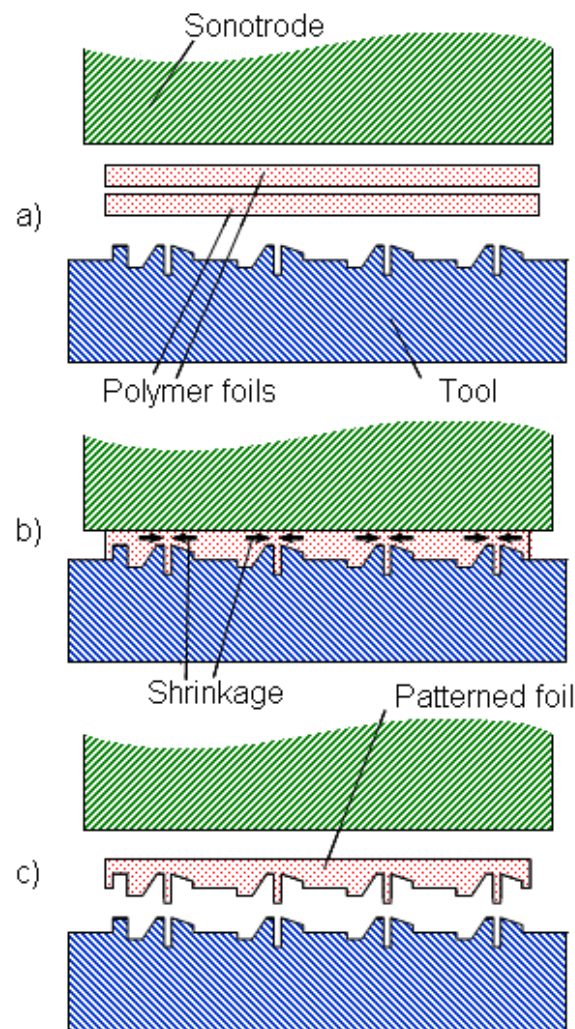 Sonotrode
a)
Polymer foils Tool
b)
Shrinkage Patterned foil
c)